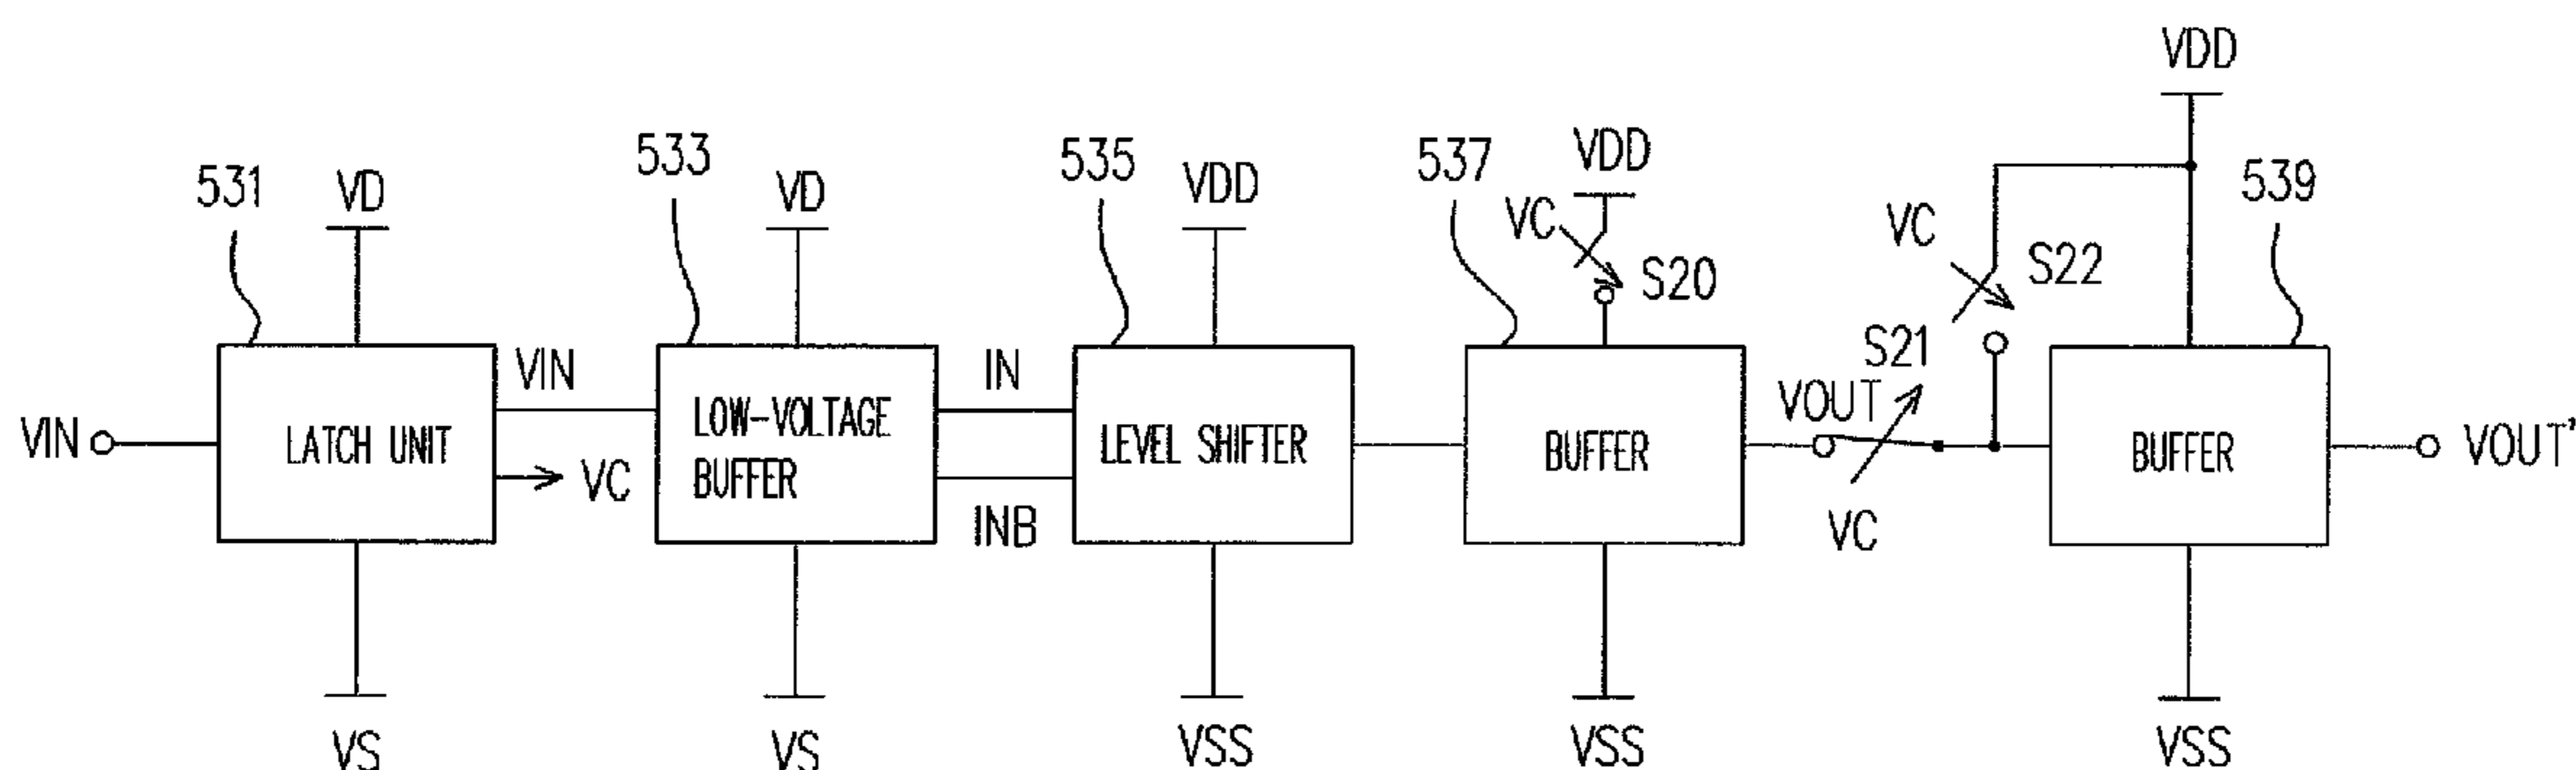 VDD
531
VD
533
VD
535
VDD
537
VDD
VC
S20
VC
S22
539
S21
VIN
LATCH UNIT
VIN
VC
LOW-VOLTAGE
BUFFER
IN
INB
LEVEL SHIFTER
BUFFER
VOUT
VC
BUFFER
VOUT'
VS
VS
VSS
VSS
VSS